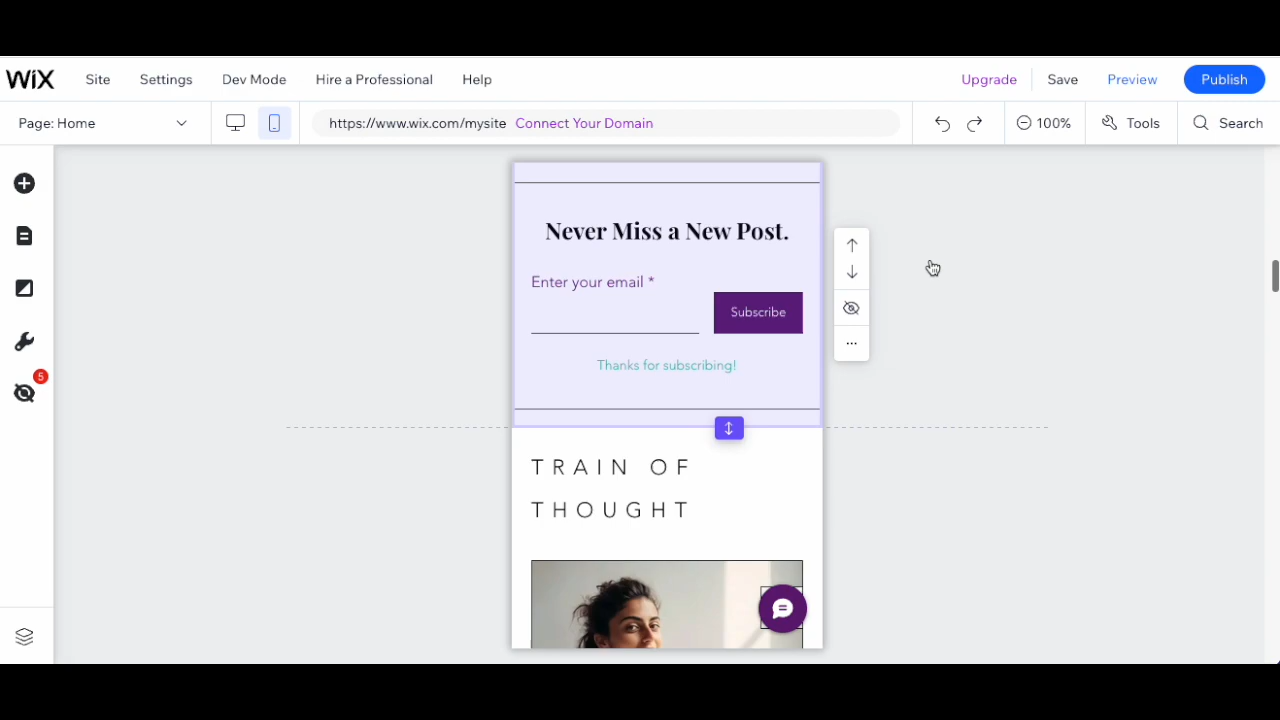 WiX Site Settings Dev Mode Hire a Professional Help Upgrade Save Preview Publish
Page: Home https://www.wix.com/mysite Connect Your Domain 100% Tools Search
Never Miss a New Post.
Enter your email *
Subscribe
5
Thanks for subscribing!
TRAIN OF
THOUGHT